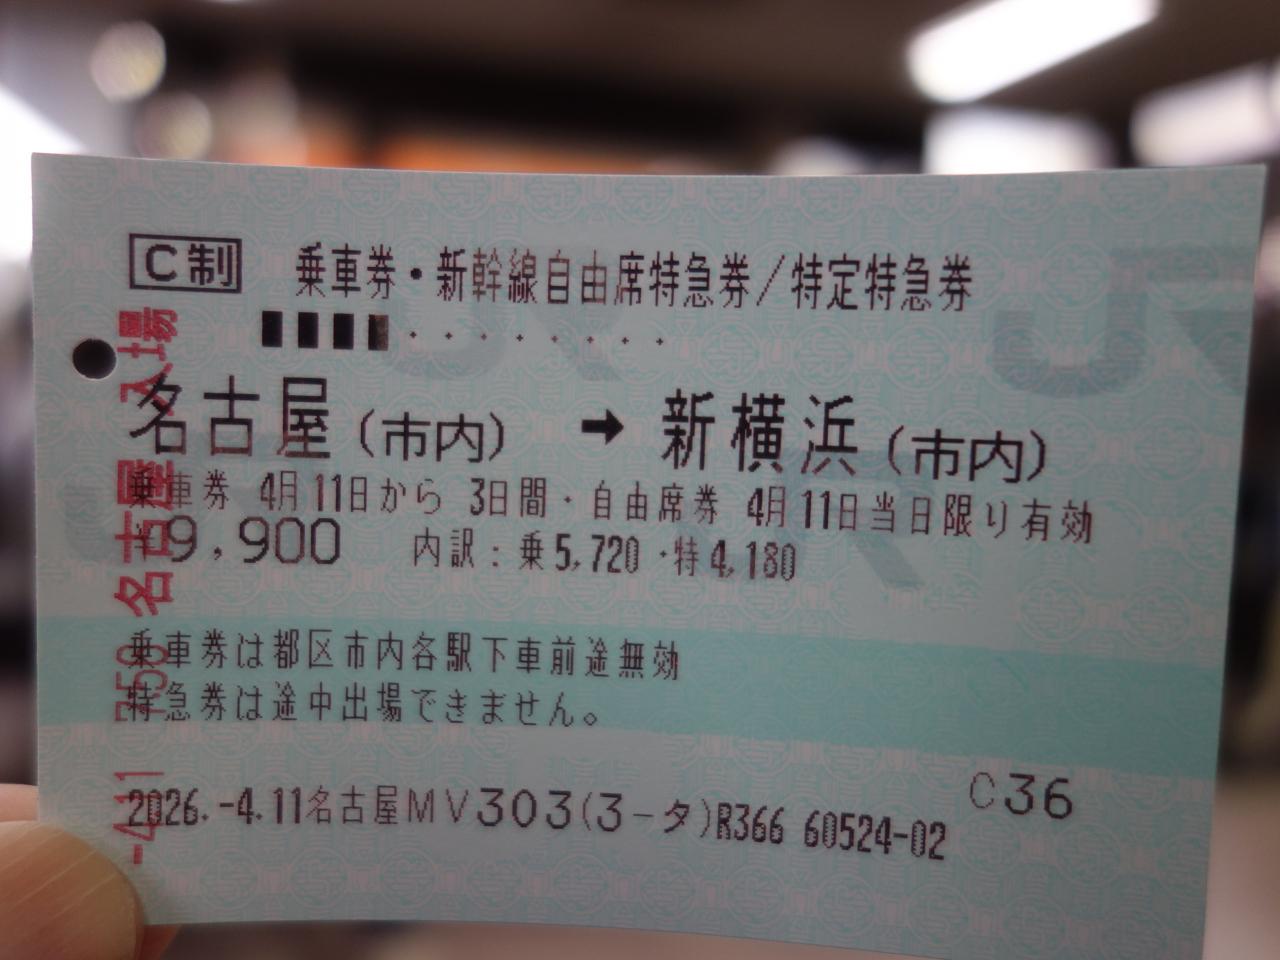 C制 乗車券・新幹線自由席特急券/特定特急券
名古屋(市内) ➡ 新横浜(市内)
乗車券 4月11日から 3日間・自由席券 4月11日当日限り有効
¥9,900 内訳:乗5,720・特4,180
乗車券は都区市内各駅下車前途無効
特急券は途中出場できません。
C36
2026.-4.11名古屋MV303(3-タ)R366 60524-02
-4.11 750 名古屋 入場
JR